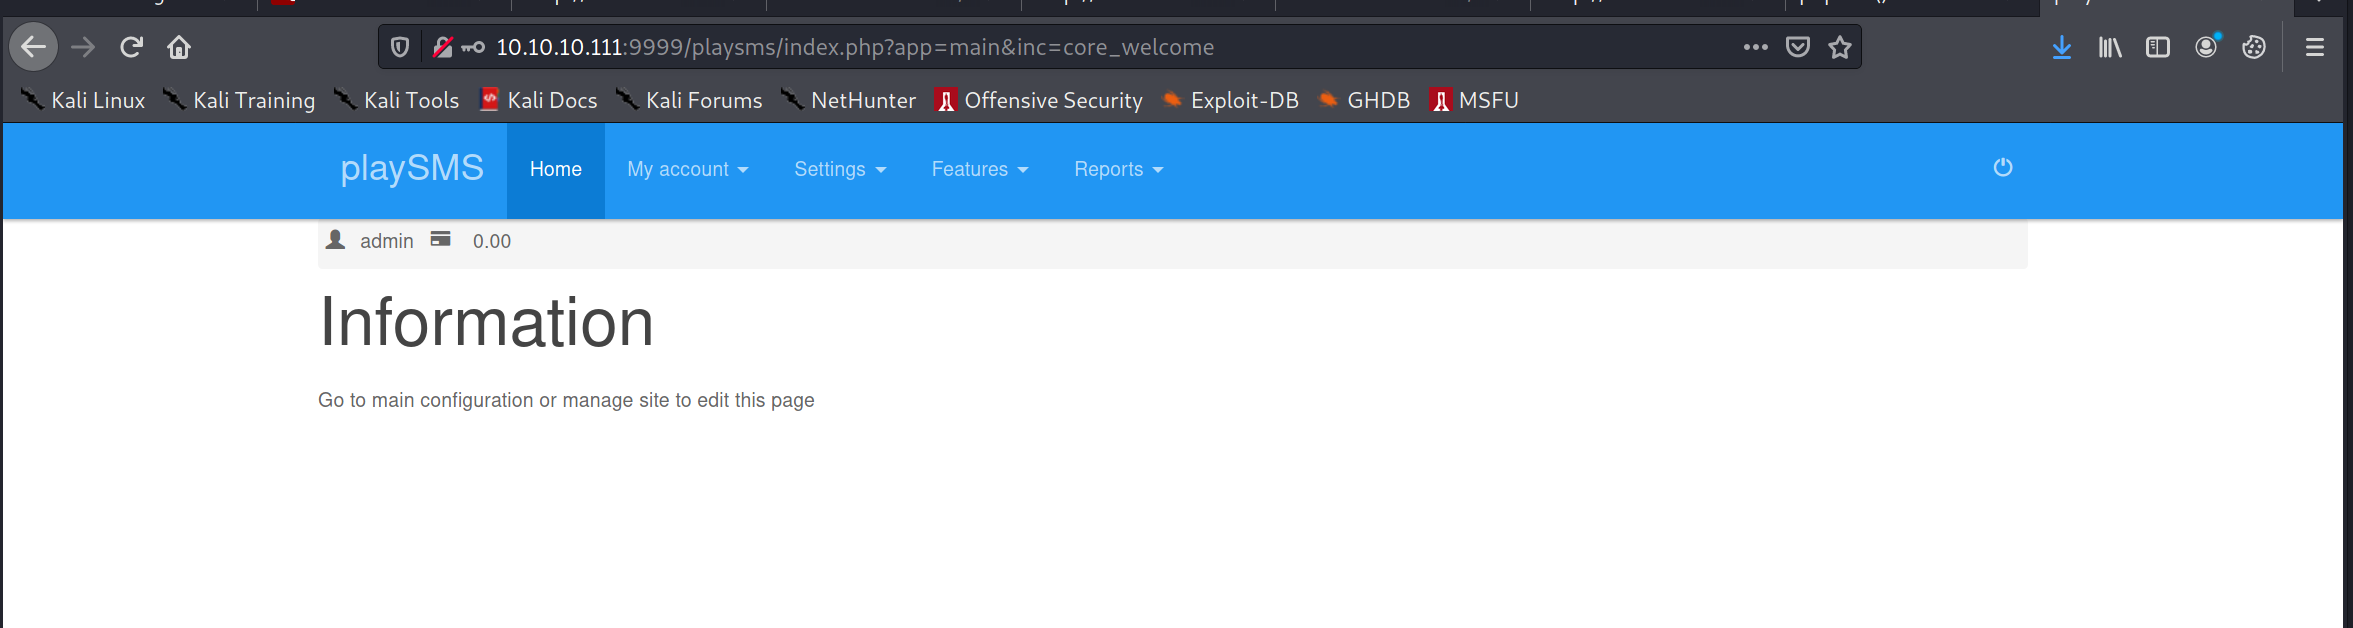 10.10.10.111:9999/playsms/index.php?app=main&inc=core_welcome
Kali Linux Kali Training Kali Tools Kali Docs Kali Forums NetHunter Offensive Security Exploit-DB GHDB MSFU
playSMS Home My account Settings Features Reports
admin 0.00
Information
Go to main configuration or manage site to edit this page